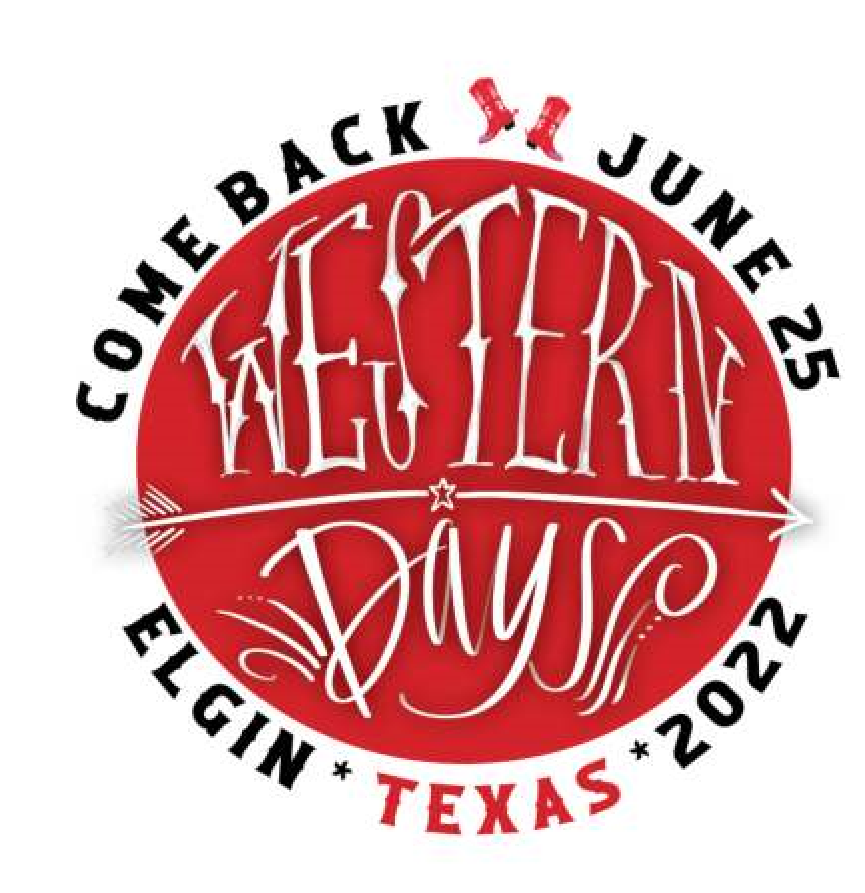 COME BACK JUNE 25
WESTERN
Days
ELGIN * TEXAS * 2022